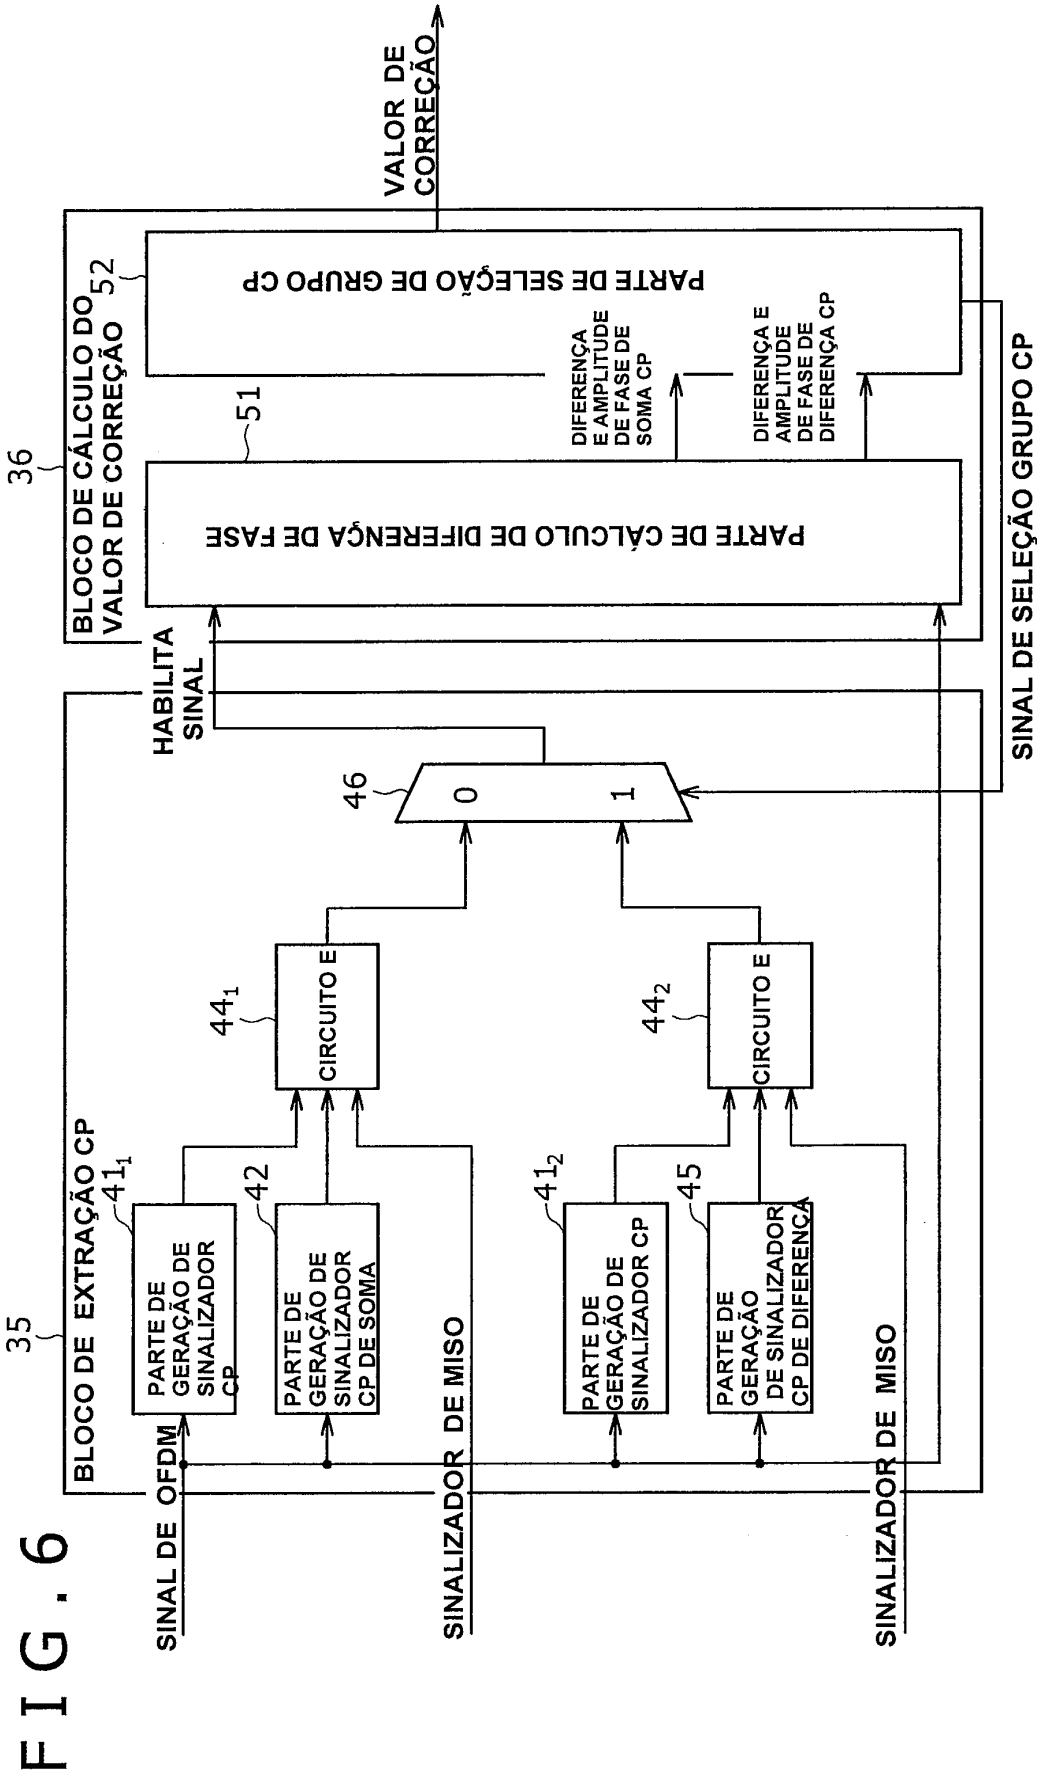 FIG.6
35
BLOCO DE EXTRAÇÃO CP
SINAL DE OFDM
41₁
PARTE DE
GERAÇÃO DE
SINALIZADOR
CP
42
PARTE DE
GERAÇÃO DE
SINALIZADOR
CP DE SOMA
SINALIZADOR DE MISO
41₂
PARTE DE
GERAÇÃO DE
SINALIZADOR CP
45
PARTE DE
GERAÇÃO
DE SINALIZADOR
CP DE DIFERENÇA
SINALIZADOR DE MISO
44₁
CIRCUITO E
44₂
CIRCUITO E
46
0
1
HABILITA
SINAL
36
BLOCO DE CÁLCULO DO
VALOR DE CORREÇÃO
51
PARTE DE CÁLCULO DE DIFERENÇA DE FASE
DIFERENÇA
E AMPLITUDE
DE FASE DE
SOMA CP
DIFERENÇA E
AMPLITUDE
DE FASE DE
DIFERENÇA CP
52
PARTE DE SELEÇÃO DE GRUPO CP
VALOR DE
CORREÇÃO
SINAL DE SELEÇÃO GRUPO CP